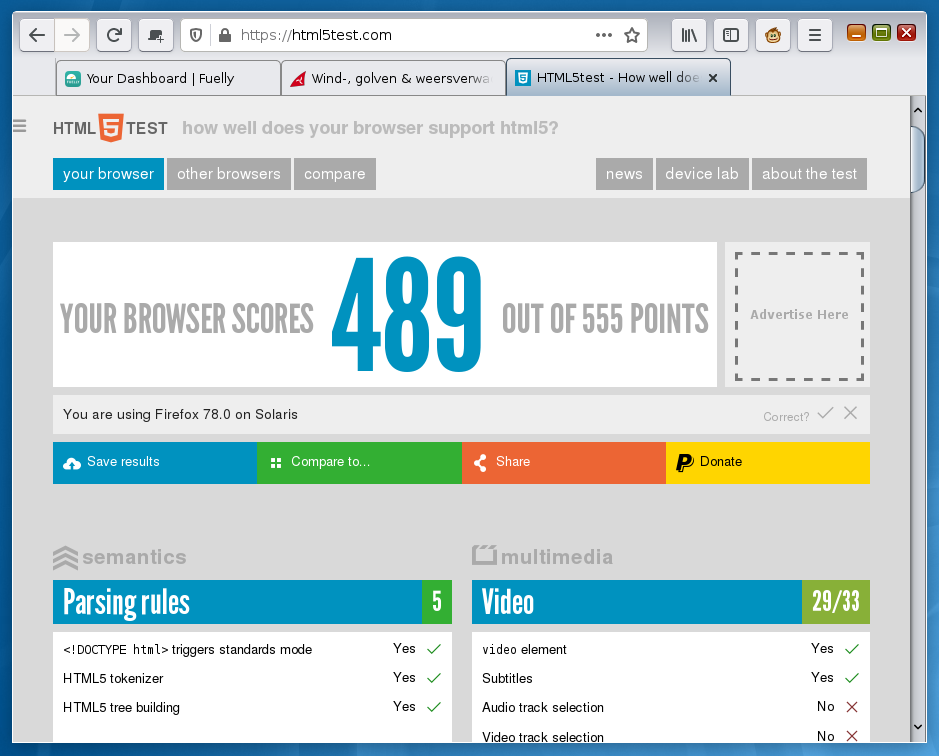 https://html5test.com
Your Dashboard | Fuelly
Wind-, golven & weersverwa
HTML5test - How well doe
HTML 5 TEST how well does your browser support html5?
your browser other browsers compare news device lab about the test
YOUR BROWSER SCORES 489 OUT OF 555 POINTS
Advertise Here
You are using Firefox 78.0 on Solaris Correct?
Save results Compare to... Share Donate
semantics
Parsing rules 5
<!DOCTYPE html> triggers standards mode Yes
HTML5 tokenizer Yes
HTML5 tree building Yes
multimedia
Video 29/33
video element Yes
Subtitles Yes
Audio track selection No
Video track selection No